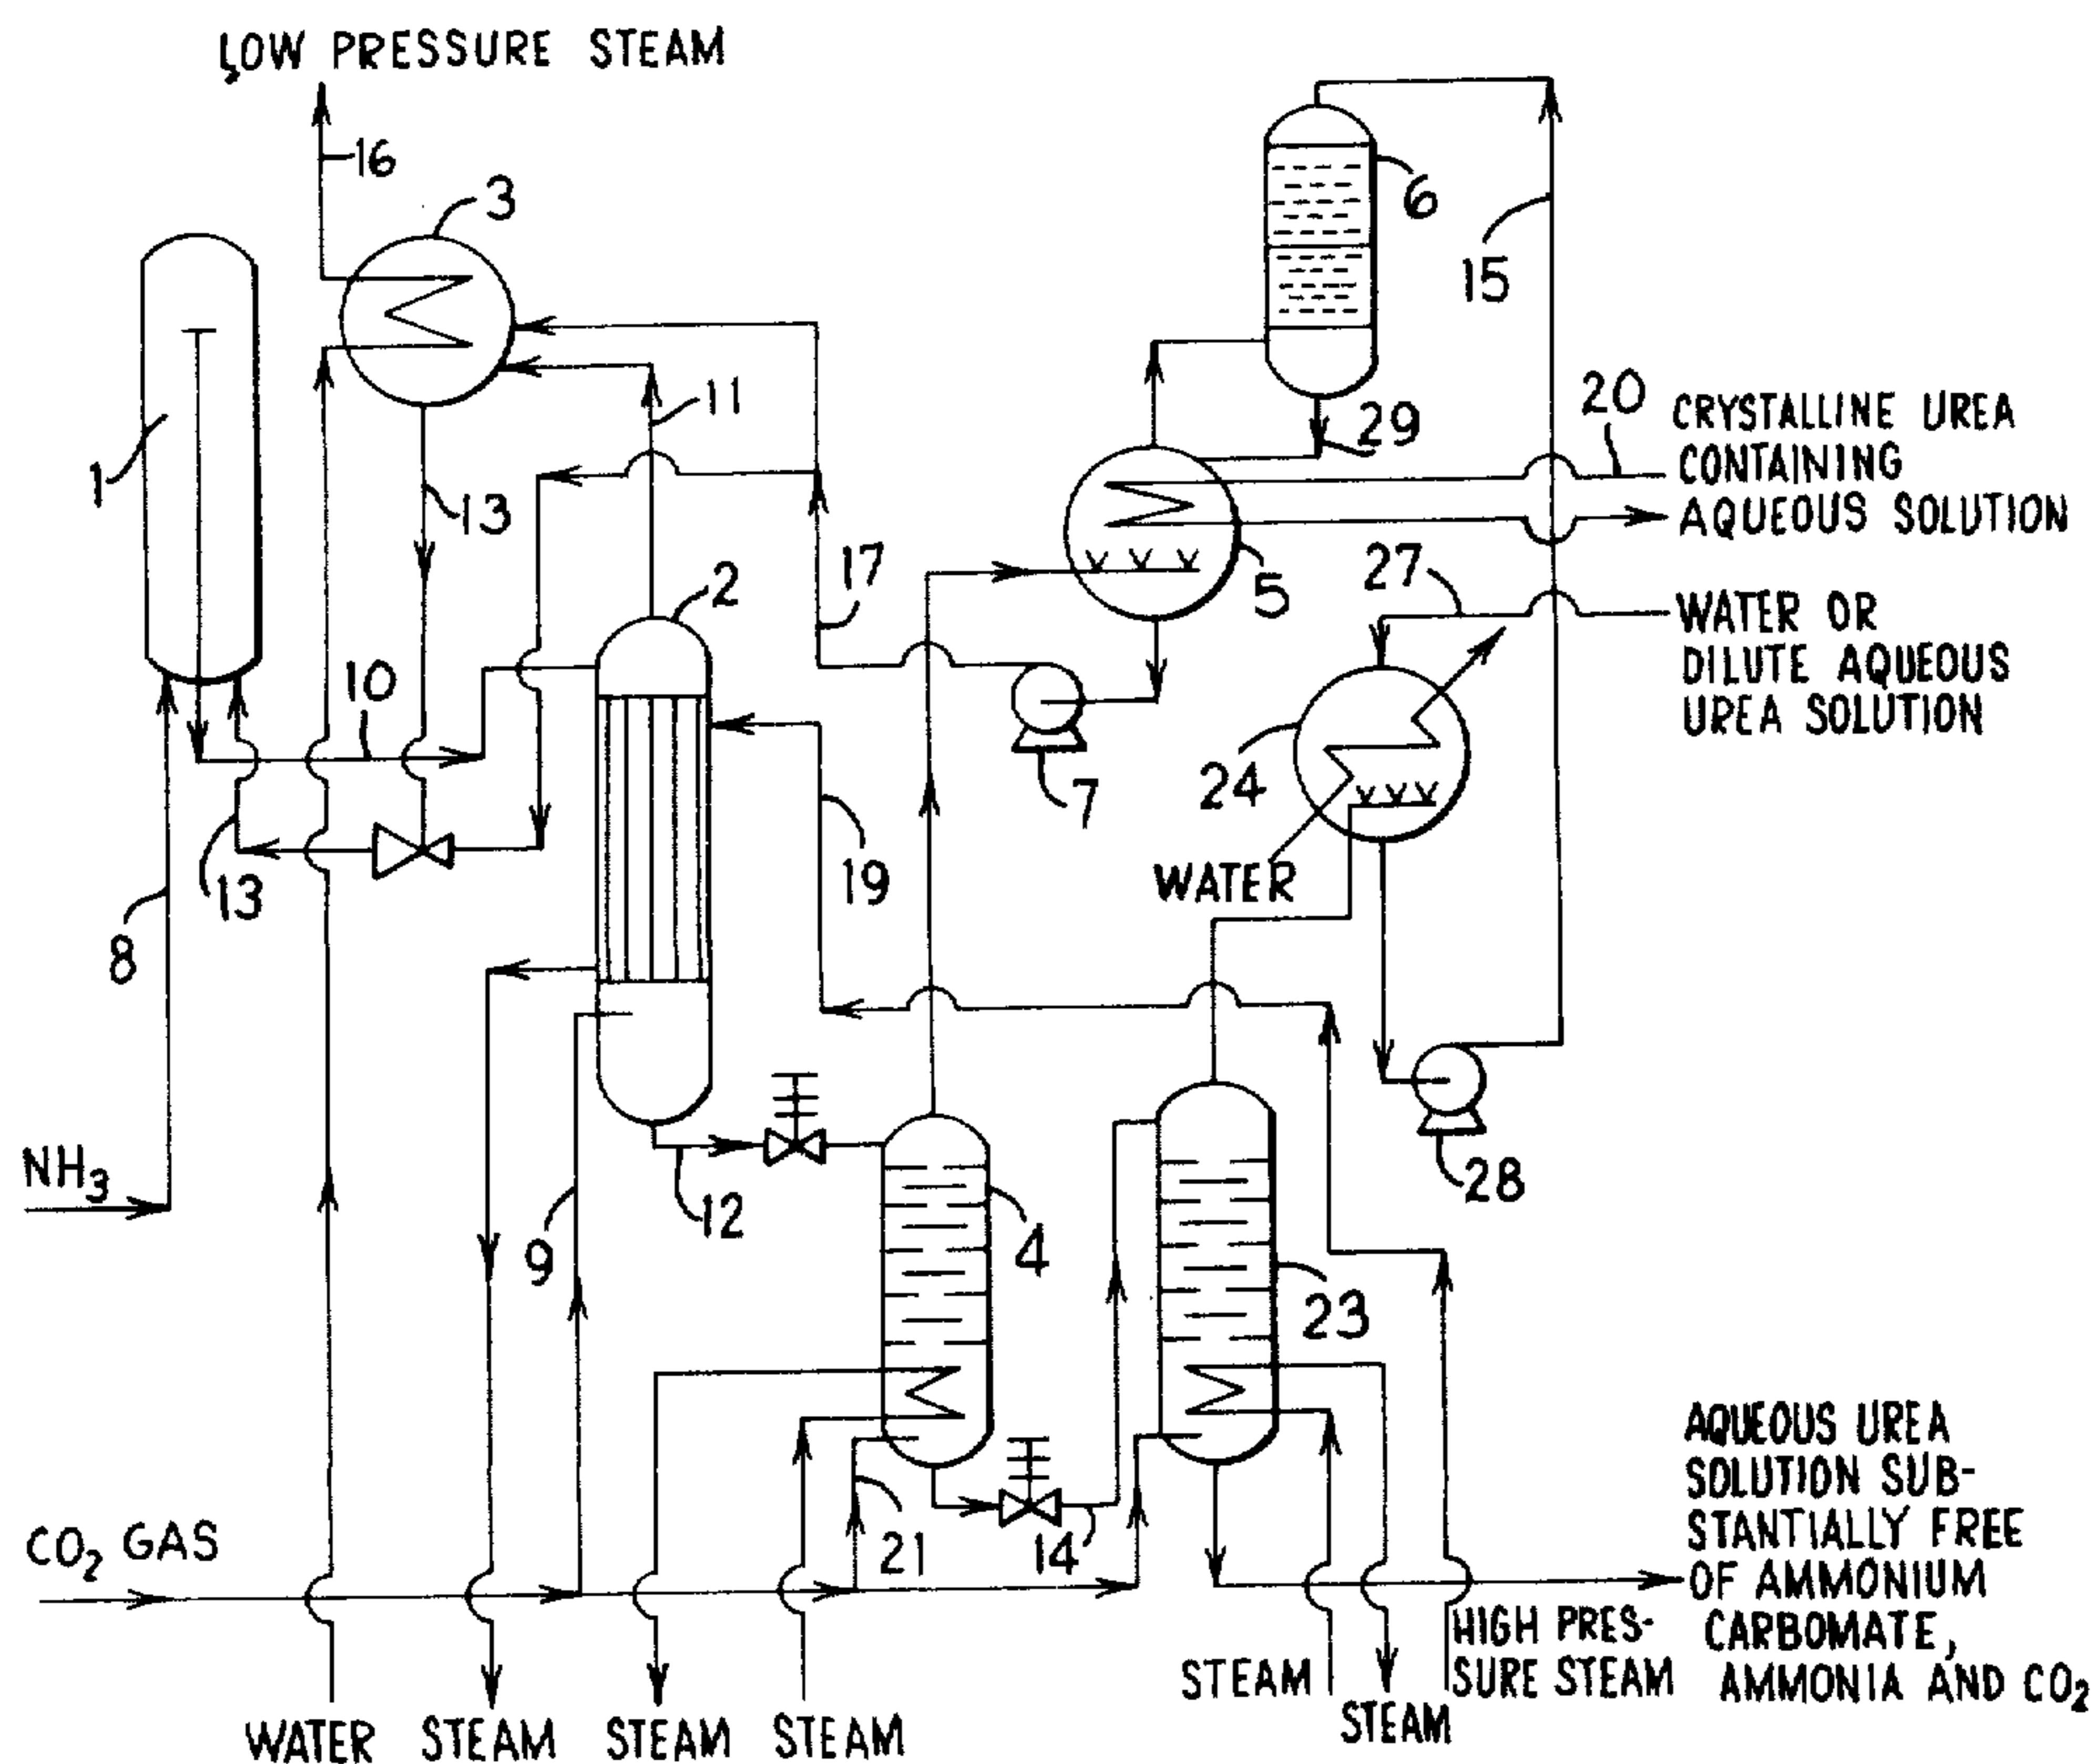 LOW PRESSURE STEAM
16
3
6
15
1
11
29
20
CRYSTALLINE UREA
CONTAINING
AQUEOUS SOLUTION
13
2
17
5
27
WATER OR
DILUTE AQUEOUS
UREA SOLUTION
10
24
7
WATER
19
13
8
NH3
12
9
4
28
23
CO2 GAS
21
14
AQUEOUS UREA
SOLUTION SUB-
STANTIALLY FREE
OF AMMONIUM
CARBOMATE,
AMMONIA AND CO2
HIGH PRES-
SURE STEAM
STEAM
STEAM
WATER
STEAM
STEAM
STEAM